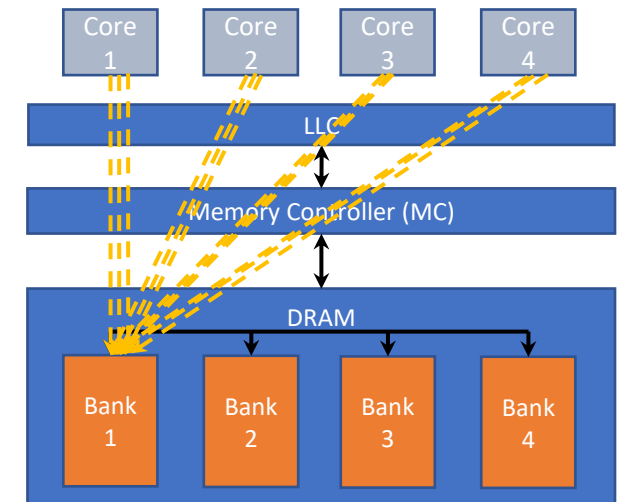 Core
1
Core
2
Core
3
Core
4
LLC
Memory Controller (MC)
DRAM
Bank
1
Bank
2
Bank
3
Bank
4